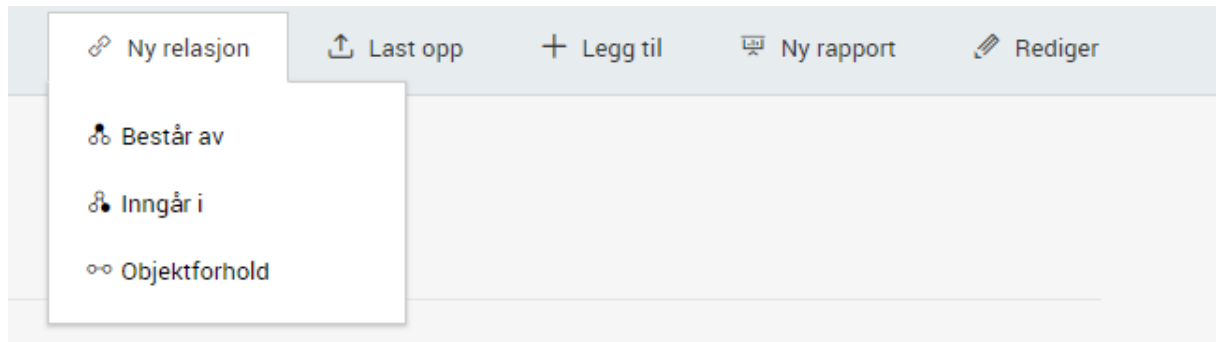 Ny relasjon Last opp Legg til Ny rapport Rediger
Består av
Inngår i
Objektforhold